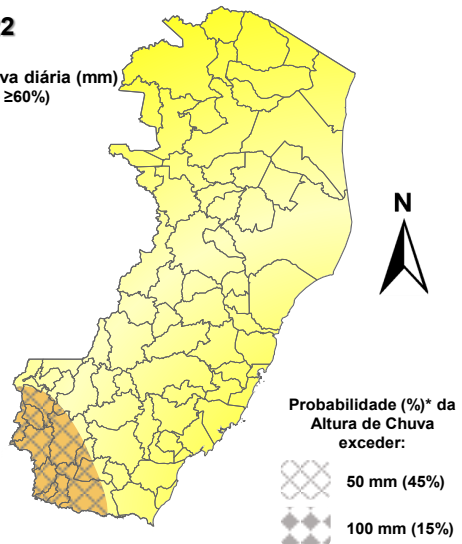 2
va diária (mm)
≥60%)
N
Probabilidade (%)* da
Altura de Chuva
exceder:
50 mm (45%)
100 mm (15%)